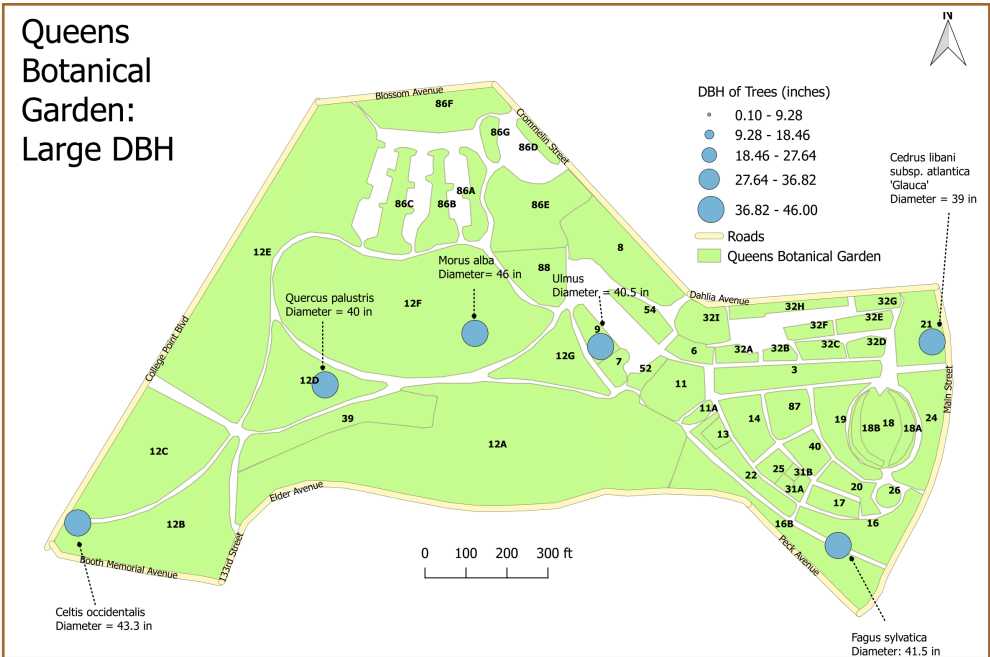 Queens
Botanical
Garden:
Large DBH
N
DBH of Trees (inches)
0.10 - 9.28
9.28 - 18.46
18.46 - 27.64
27.64 - 36.82
36.82 - 46.00
Roads
Queens Botanical Garden
Cedrus libani
subsp. atlantica
'Glauca'
Diameter = 39 in
Blossom Avenue
86F
Crommelin Street
86G
86D
86A
86C
86B
86E
8
12E
88
Morus alba
Diameter= 46 in
Ulmus
Diameter = 40.5 in
Quercus palustris
Diameter = 40 in
12F
54
Dahlia Avenue
32H
32G
32I
32E
32F
21
9
32C
32D
32A
32B
6
12G
7
52
3
College Point Blvd
12D
11
Main Street
39
11A
87
14
19
18
24
18B
18A
13
12A
40
12C
25
31B
22
31A
20
26
Elder Avenue
17
12B
16B
16
133rd Street
Peck Avenue
0 100 200 300 ft
Booth Memorial Avenue
Celtis occidentalis
Diameter = 43.3 in
Fagus sylvatica
Diameter: 41.5 in